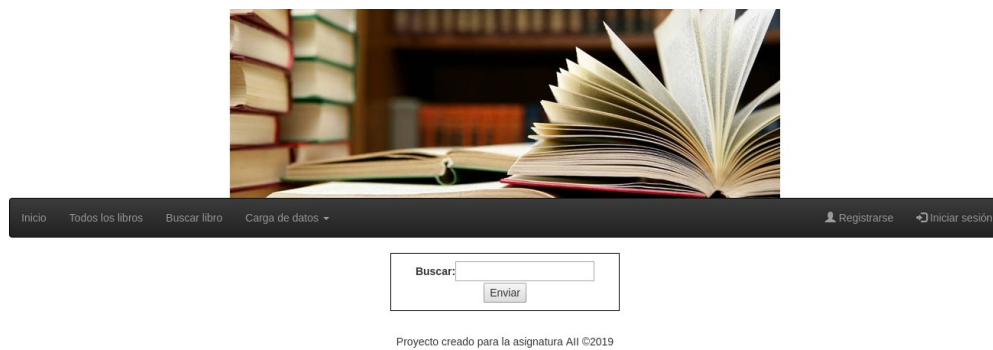 Inicio Todos los libros Buscar libro Carga de datos Registrarse Iniciar sesión
Buscar:
Enviar
Proyecto creado para la asignatura AII ©2019